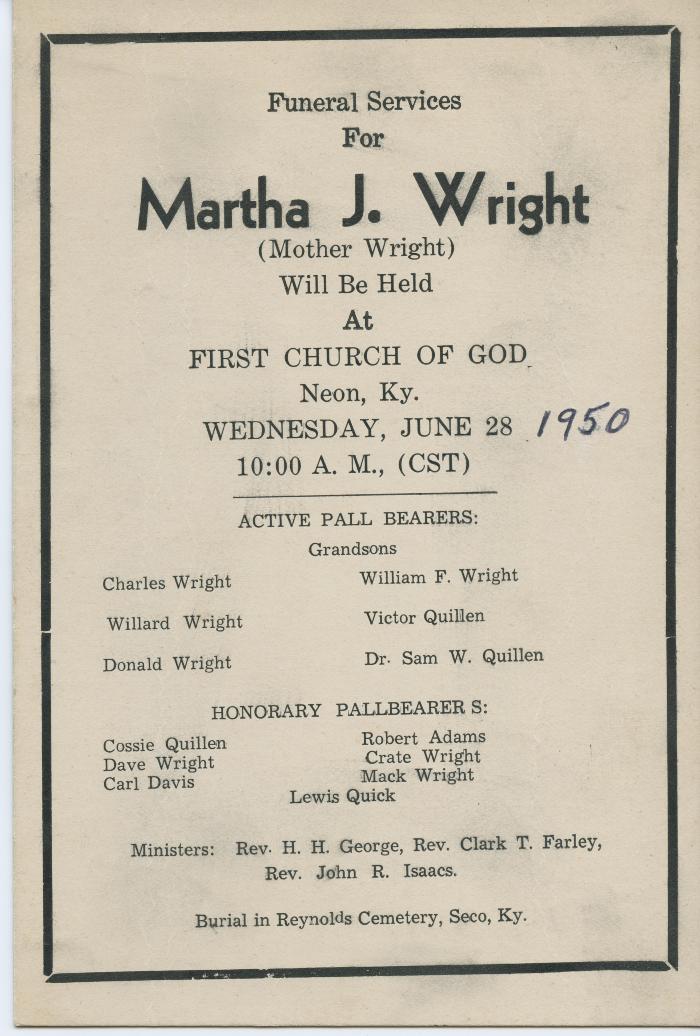 Funeral Services
For
Martha J. Wright
(Mother Wright)
Will Be Held
At
FIRST CHURCH OF GOD
Neon, Ky.
WEDNESDAY, JUNE 28 1950
10:00 A. M., (CST)
ACTIVE PALL BEARERS:
Grandsons
Charles Wright William F. Wright
Willard Wright Victor Quillen
Donald Wright Dr. Sam W. Quillen
HONORARY PALLBEARER S:
Cossie Quillen Robert Adams
Dave Wright Crate Wright
Carl Davis Mack Wright
Lewis Quick
Ministers: Rev. H. H. George, Rev. Clark T. Farley,
Rev. John R. Isaacs.
Burial in Reynolds Cemetery, Seco, Ky.